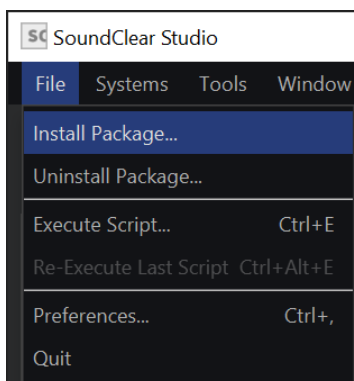 SC SoundClear Studio
File Systems Tools Window
Install Package...
Uninstall Package...
Execute Script... Ctrl+E
Re-Execute Last Script Ctrl+Alt+E
Preferences... Ctrl+,
Quit